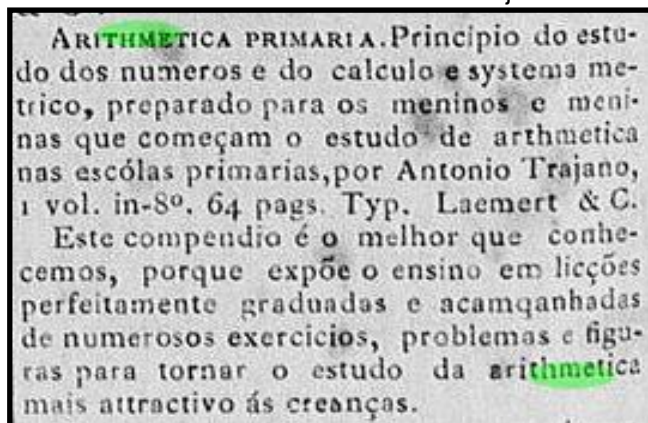 ARITHMETICA PRIMARIA. Principio do estu-
do dos numeros e do calculo e systema me-
trico, preparado para os meninos e meni-
nas que começam o estudo de arthmetica
nas escólas primarias, por Antonio Trajano,
1 vol. in-8º. 64 pags. Typ. Laemert & C.
Este compendio é o melhor que conhe-
cemos, porque expõe o ensino em licções
perfeitamente graduadas e acamqanhadas
de numerosos exercicios, problemas e figu-
ras para tornar o estudo da arithmetica
mais attractivo ás creanças.